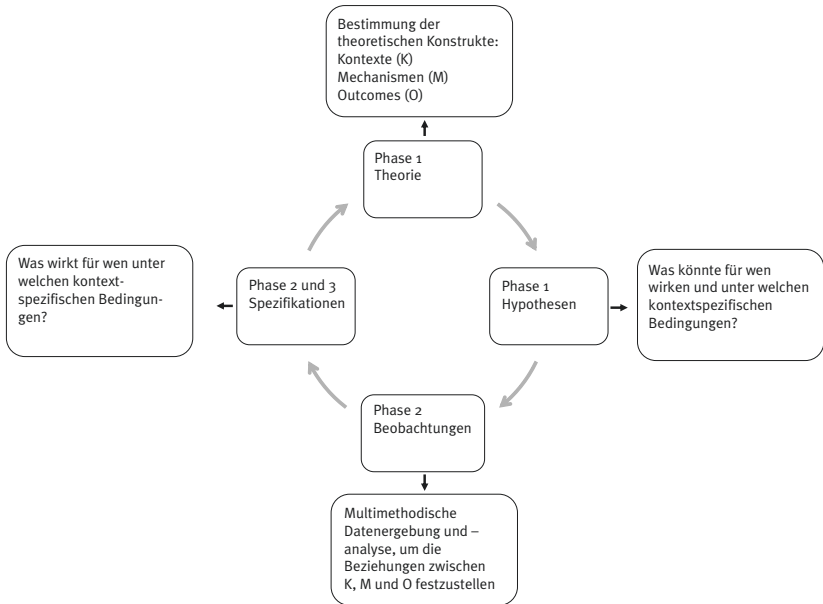 Bestimmung der
theoretischen Konstrukte:
Kontexte (K)
Mechanismen (M)
Outcomes (O)
Phase 1
Theorie
Was wirkt für wen unter
welchen kontext-
spezifischen Bedingun-
gen?
Phase 2 und 3
Spezifikationen
Phase 1
Hypothesen
Was könnte für wen
wirken und unter welchen
kontextspezifischen
Bedingungen?
Phase 2
Beobachtungen
Multimethodische
Datenergebung und –
analyse, um die
Beziehungen zwischen
K, M und O festzustellen